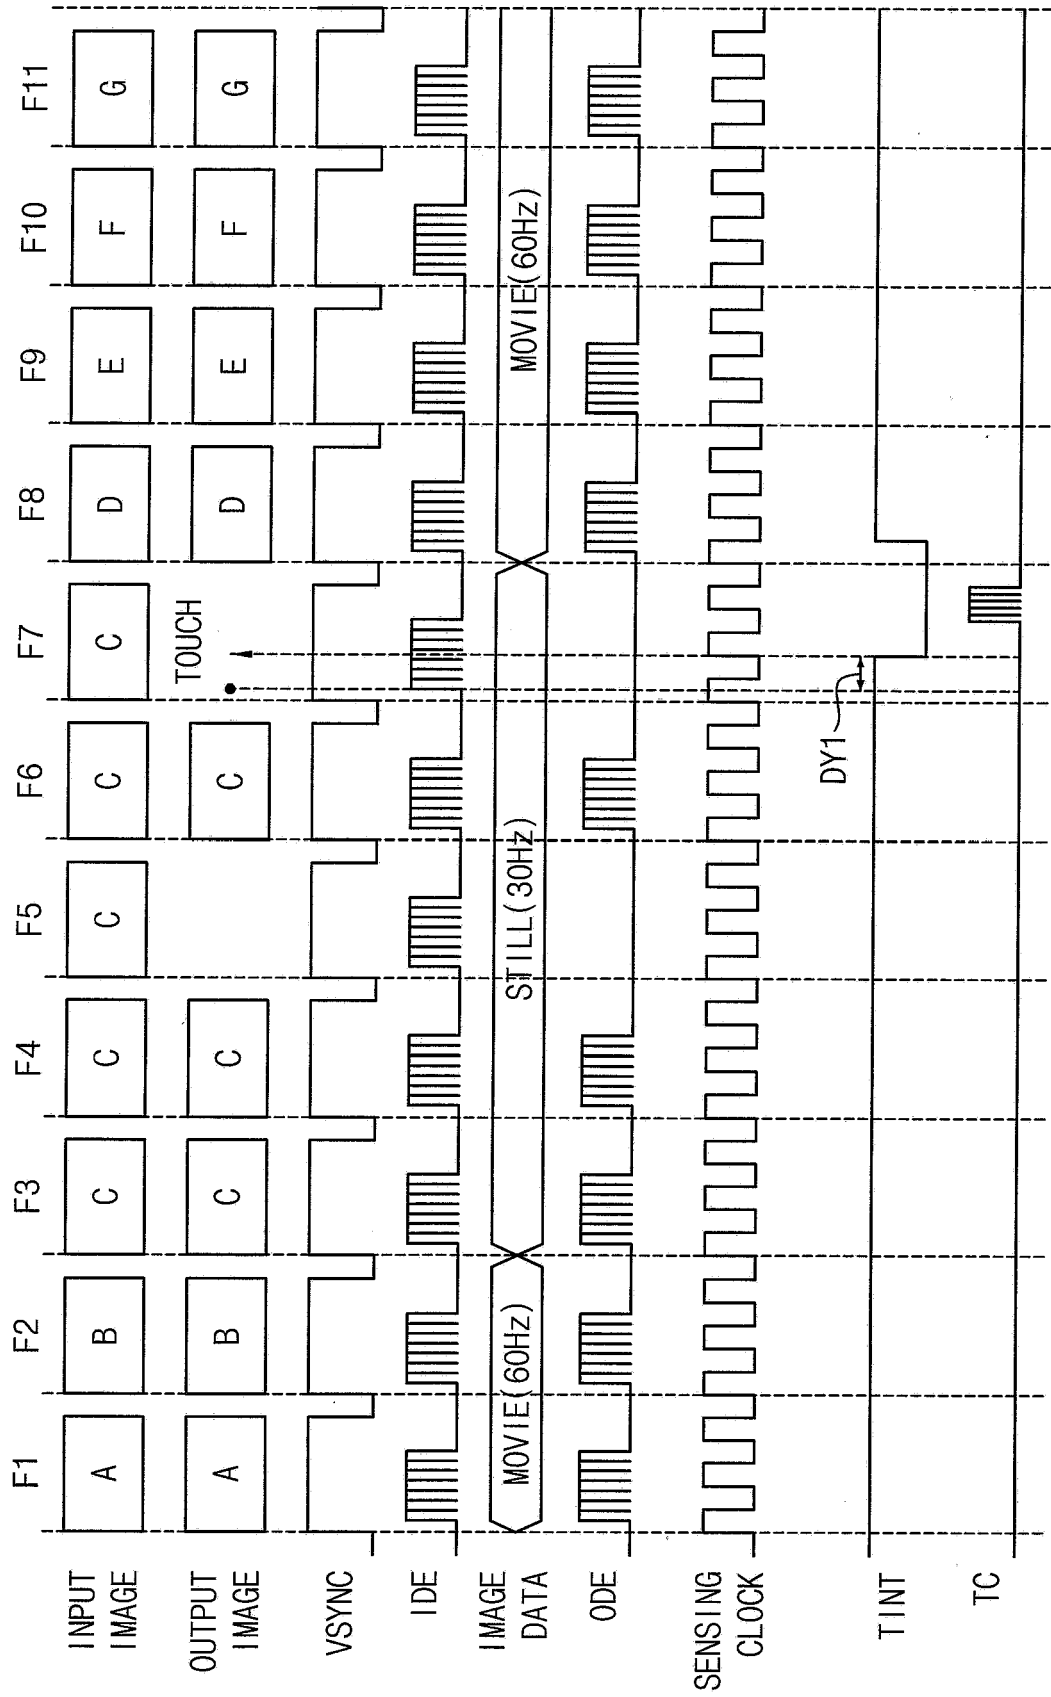 F1 F2 F3 F4 F5 F6 F7 F8 F9 F10 F11
INPUT
IMAGE
A B C C C C C D E F G
OUTPUT
IMAGE
A B C C C TOUCH D E F G
VSYNC
IDE
IMAGE
DATA
MOVIE(60Hz) STILL(30Hz) MOVIE(60Hz)
ODE
SENSING
CLOCK
DY1
TINT
TC